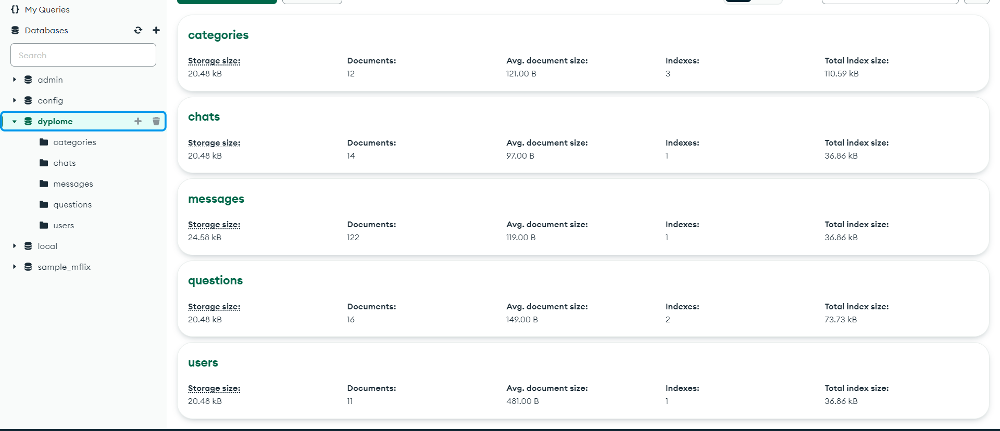 {} My Queries
Databases
Search
admin
config
dyplome
categories
chats
messages
questions
users
local
sample_mflix
categories
Storage size: Documents: Avg. document size: Indexes: Total index size:
20.48 kB 12 121.00 B 3 110.59 kB
chats
Storage size: Documents: Avg. document size: Indexes: Total index size:
20.48 kB 14 97.00 B 1 36.86 kB
messages
Storage size: Documents: Avg. document size: Indexes: Total index size:
24.58 kB 122 119.00 B 1 36.86 kB
questions
Storage size: Documents: Avg. document size: Indexes: Total index size:
20.48 kB 16 149.00 B 2 73.73 kB
users
Storage size: Documents: Avg. document size: Indexes: Total index size:
20.48 kB 11 481.00 B 1 36.86 kB